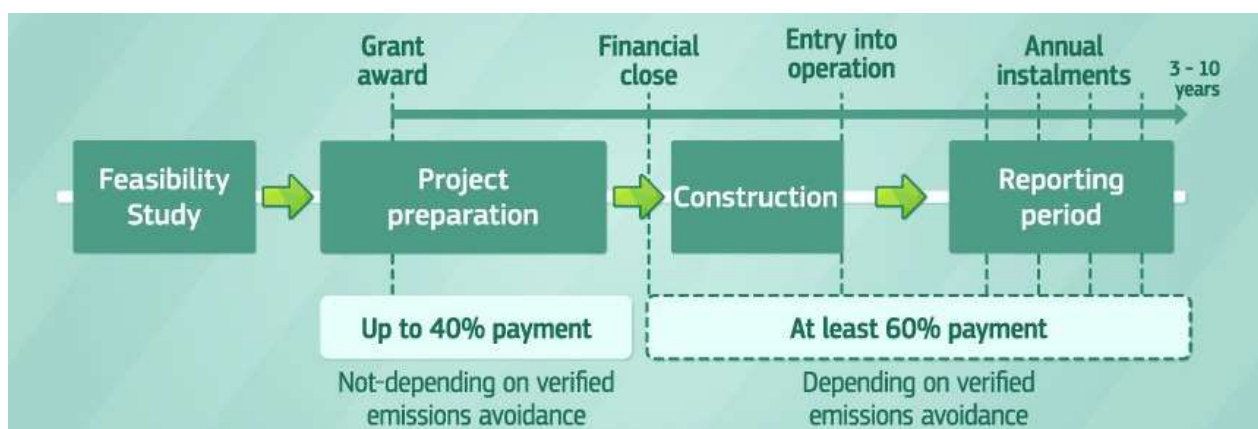 Grant
award
Financial
close
Entry into
operation
Annual
instalments
3 - 10
years
Feasibility
Study
Project
preparation
Construction
Reporting
period
Up to 40% payment
At least 60% payment
Not-depending on verified
emissions avoidance
Depending on verified
emissions avoidance